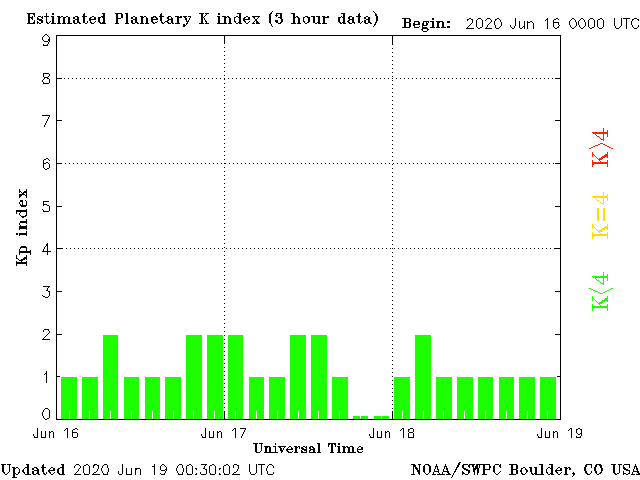 Estimated Planetary K index (3 hour data)
Begin: 2020 Jun 16 0000 UTC
9
8
7
6
5
4
3
2
1
0
Kp index
Jun 16
Jun 17
Jun 18
Jun 19
Universal Time
K>4
K=4
K<4
Updated 2020 Jun 19 00:30:02 UTC
NOAA/SWPC Boulder, CO USA